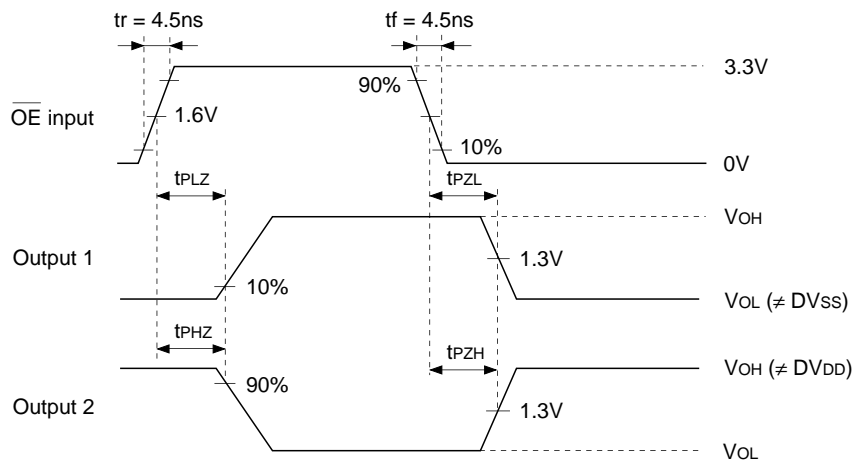 tr = 4.5ns
tf = 4.5ns
3.3V
90%
OE input
1.6V
10%
0V
tPLZ
tPZL
VOH
Output 1
1.3V
10%
VOL (≠ DVSS)
tPHZ
tPZH
VOH (≠ DVDD)
90%
Output 2
1.3V
VOL